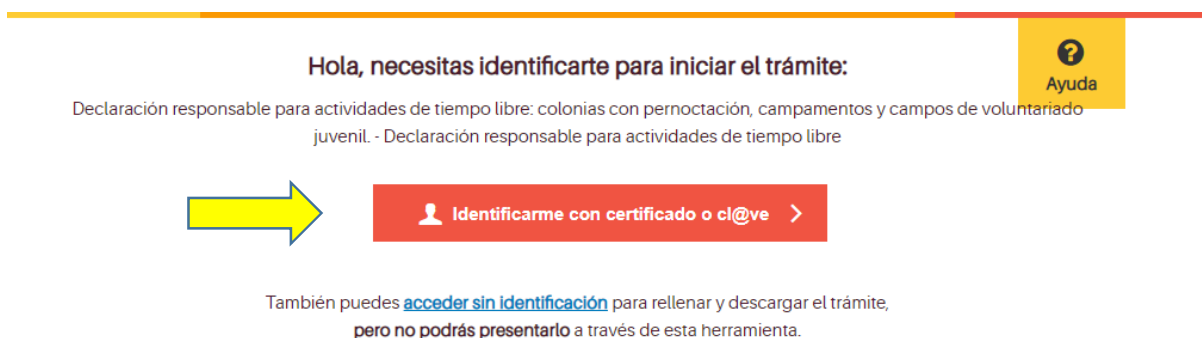 Hola, necesitas identificarte para iniciar el trámite:
Ayuda
Declaración responsable para actividades de tiempo libre: colonias con pernoctación, campamentos y campos de voluntariado
juvenil. - Declaración responsable para actividades de tiempo libre
Identificarme con certificado o cl@ve
También puedes acceder sin identificación para rellenar y descargar el trámite,
pero no podrás presentarlo a través de esta herramienta.